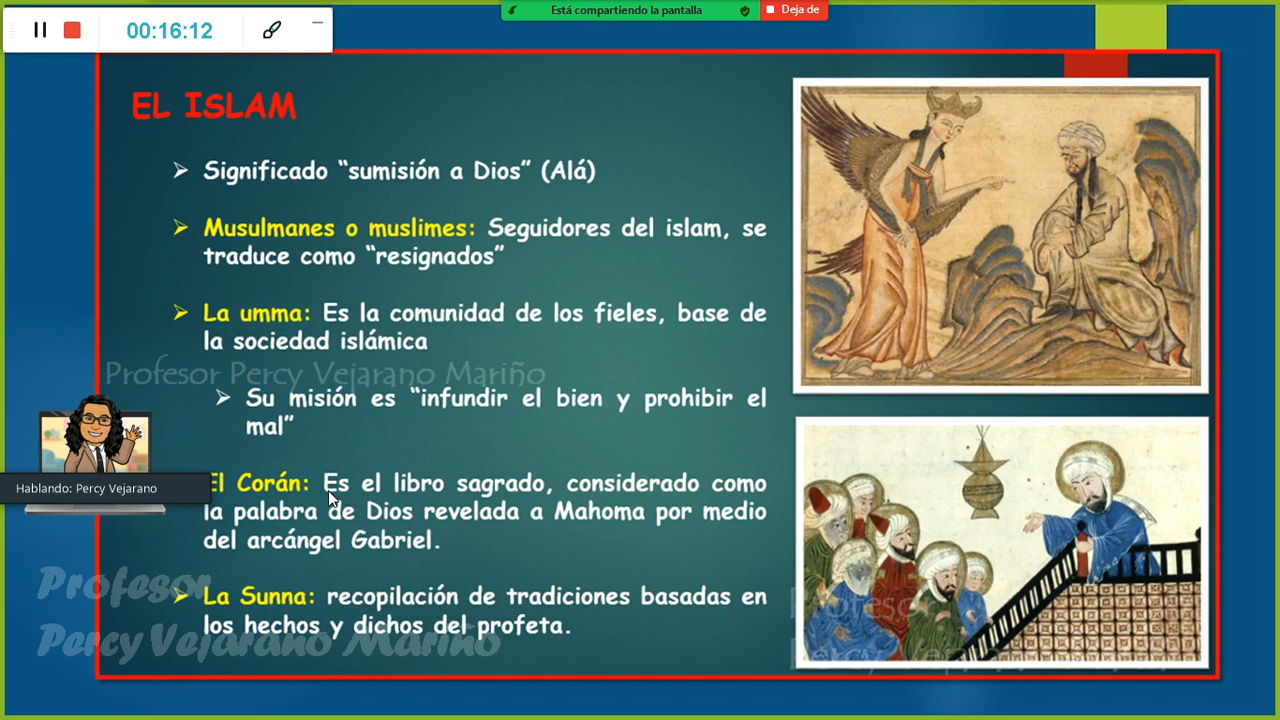 Está compartiendo la pantalla
Deja de
00:16:12
EL ISLAM
Significado “sumisión a Dios” (Alá)
Musulmanes o muslimes: Seguidores del islam, se
traduce como “resignados”
La umma: Es la comunidad de los fieles, base de
la sociedad islámica
Profesor Percy Vejarano Mariño
Su misión es “infundir el bien y prohibir el
mal”
Hablando: Percy Vejarano
El Corán: Es el libro sagrado, considerado como
la palabra de Dios revelada a Mahoma por medio
del arcángel Gabriel.
Profesor
Percy Vejarano Mariño
La Sunna: recopilación de tradiciones basadas en
los hechos y dichos del profeta.
Profesor